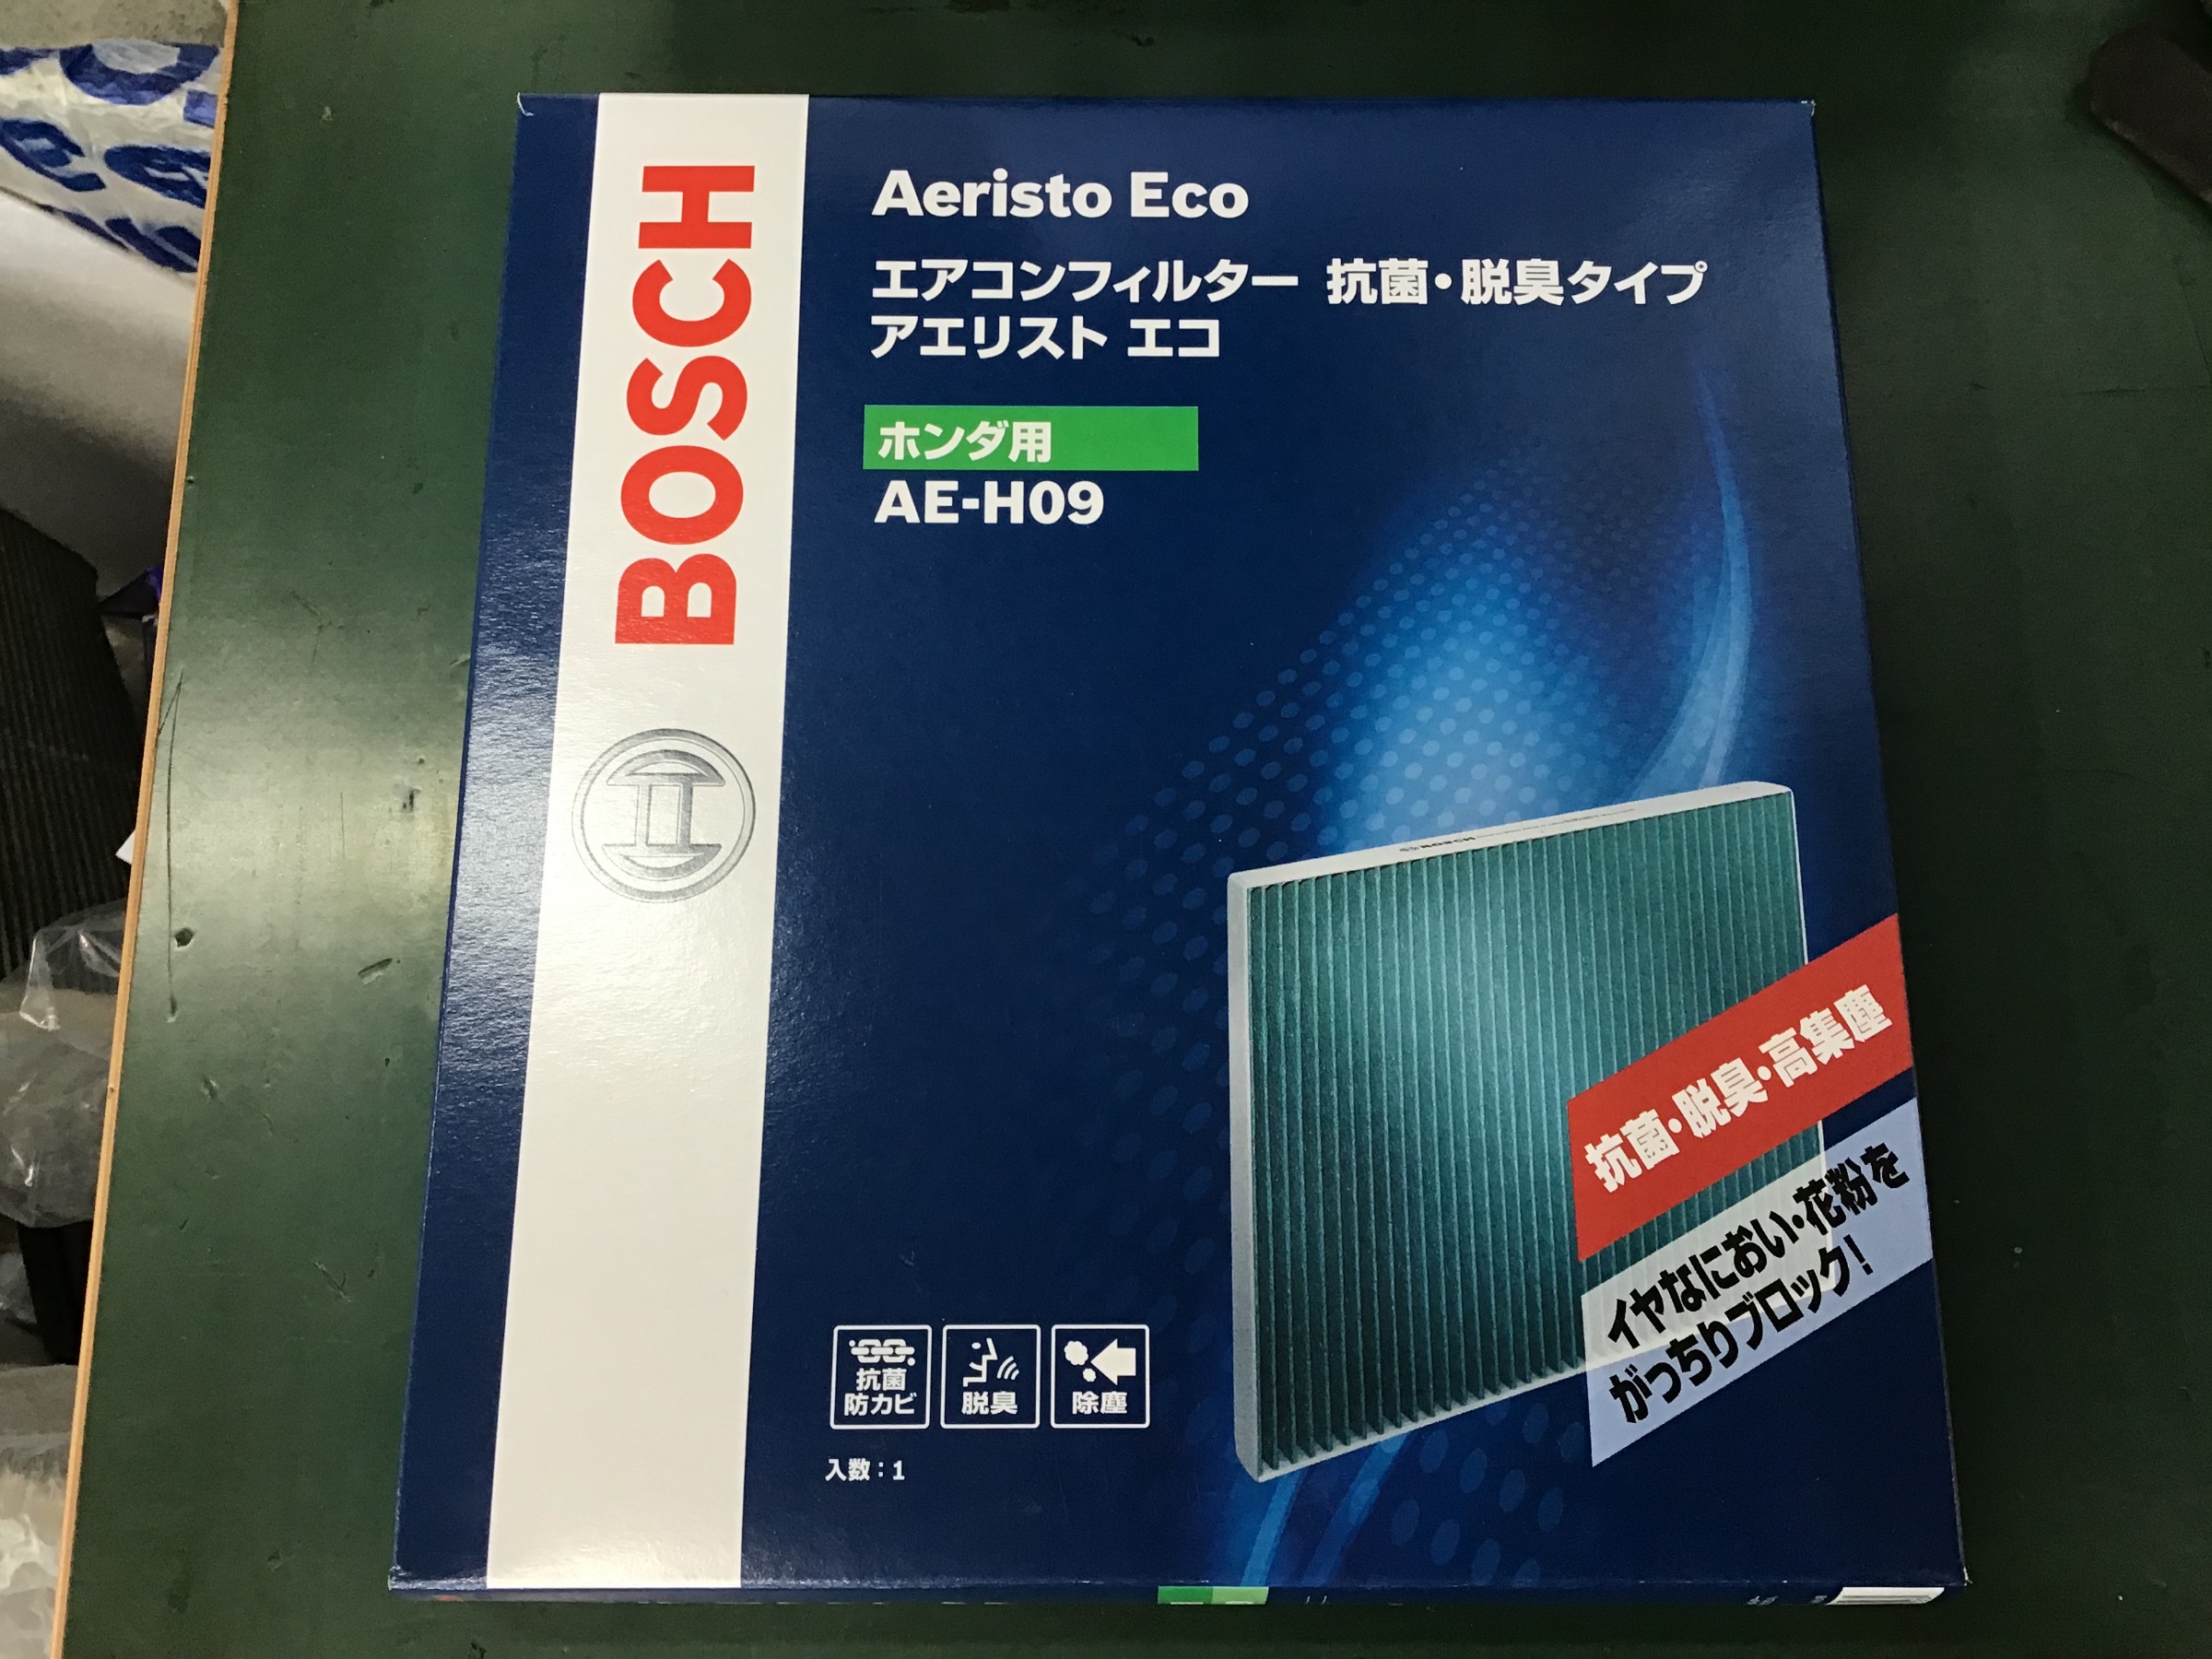 BOSCH
Aeristo Eco
エアコンフィルター 抗菌・脱臭タイプ
アエリスト エコ
ホンダ用
AE-H09
BOSCH
抗菌・脱臭・高集塵
イヤなにおい・花粉を
がっちりブロック!
抗菌
防カビ
脱臭
除塵
入数：1